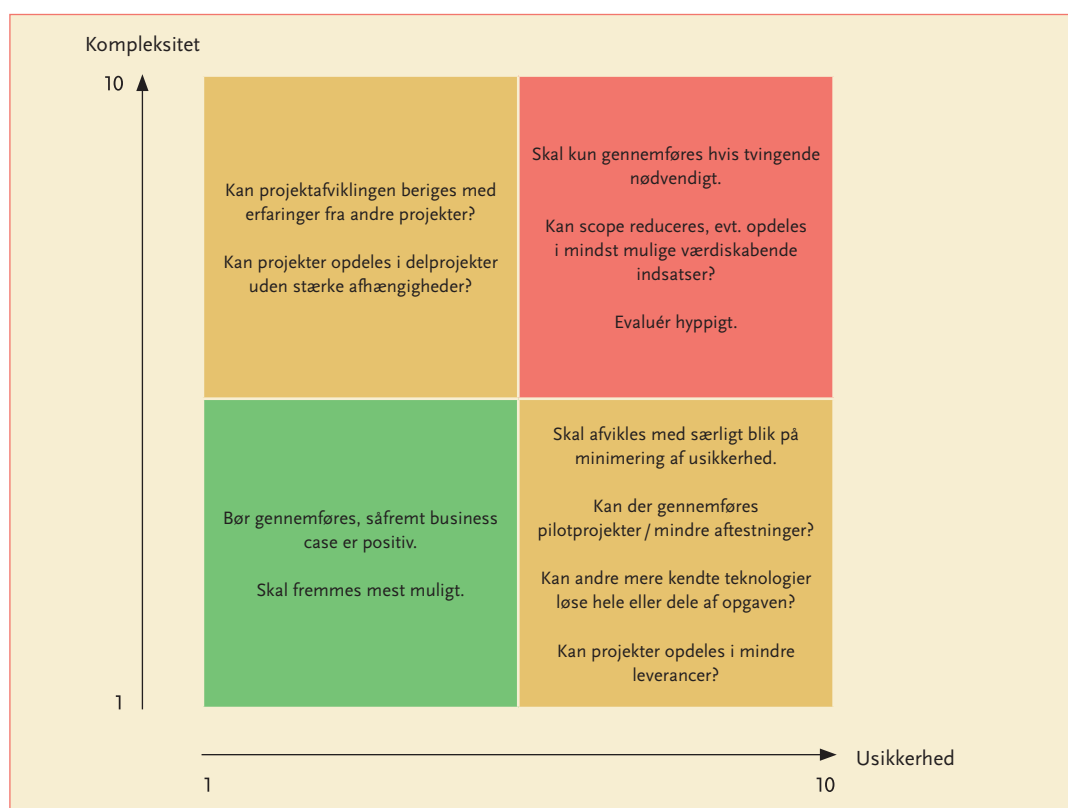 Kompleksitet
10
Kan projektafviklingen beriges med
erfaringer fra andre projekter?
Kan projekter opdeles i delprojekter
uden stærke afhængigheder?
Skal kun gennemføres hvis tvingende
nødvendigt.
Kan scope reduceres, evt. opdeles
i mindst mulige værdiskabende
indsatser?
Evaluér hyppigt.
Bør gennemføres, såfremt business
case er positiv.
Skal fremmes mest muligt.
Skal afvikles med særligt blik på
minimering af usikkerhed.
Kan der gennemføres
pilotprojekter / mindre aftestninger?
Kan andre mere kendte teknologier
løse hele eller dele af opgaven?
Kan projekter opdeles i mindre
leverancer?
1
Usikkerhed
1
10